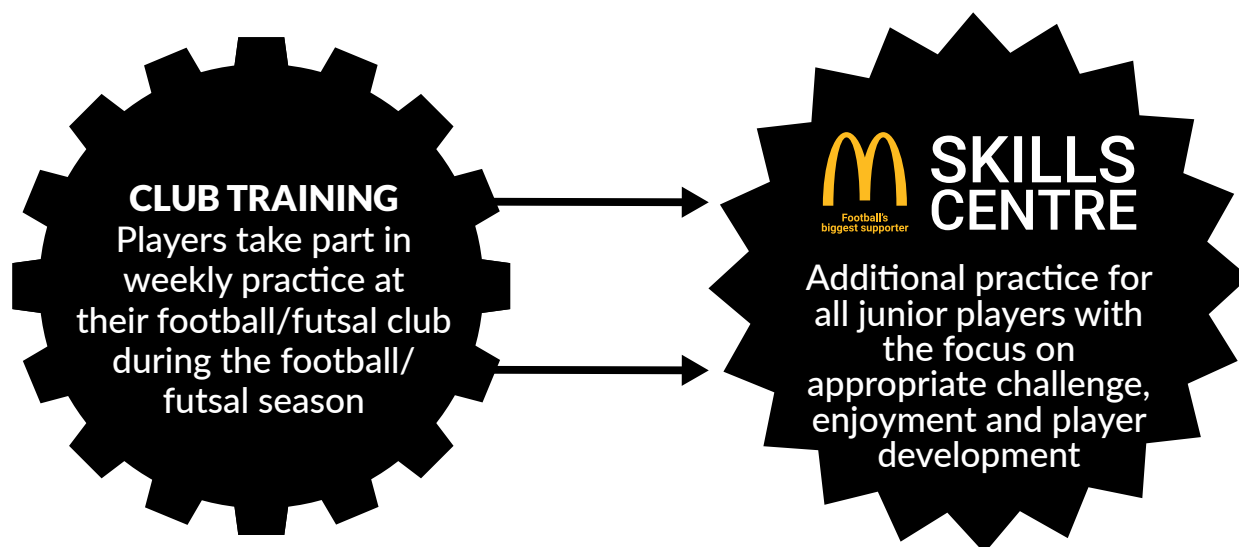 CLUB TRAINING
Players take part in
weekly practice at
their football/futsal club
during the football/
futsal season
SKILLS
CENTRE
Football's
biggest supporter
Additional practice for
all junior players with
the focus on
appropriate challenge,
enjoyment and player
development